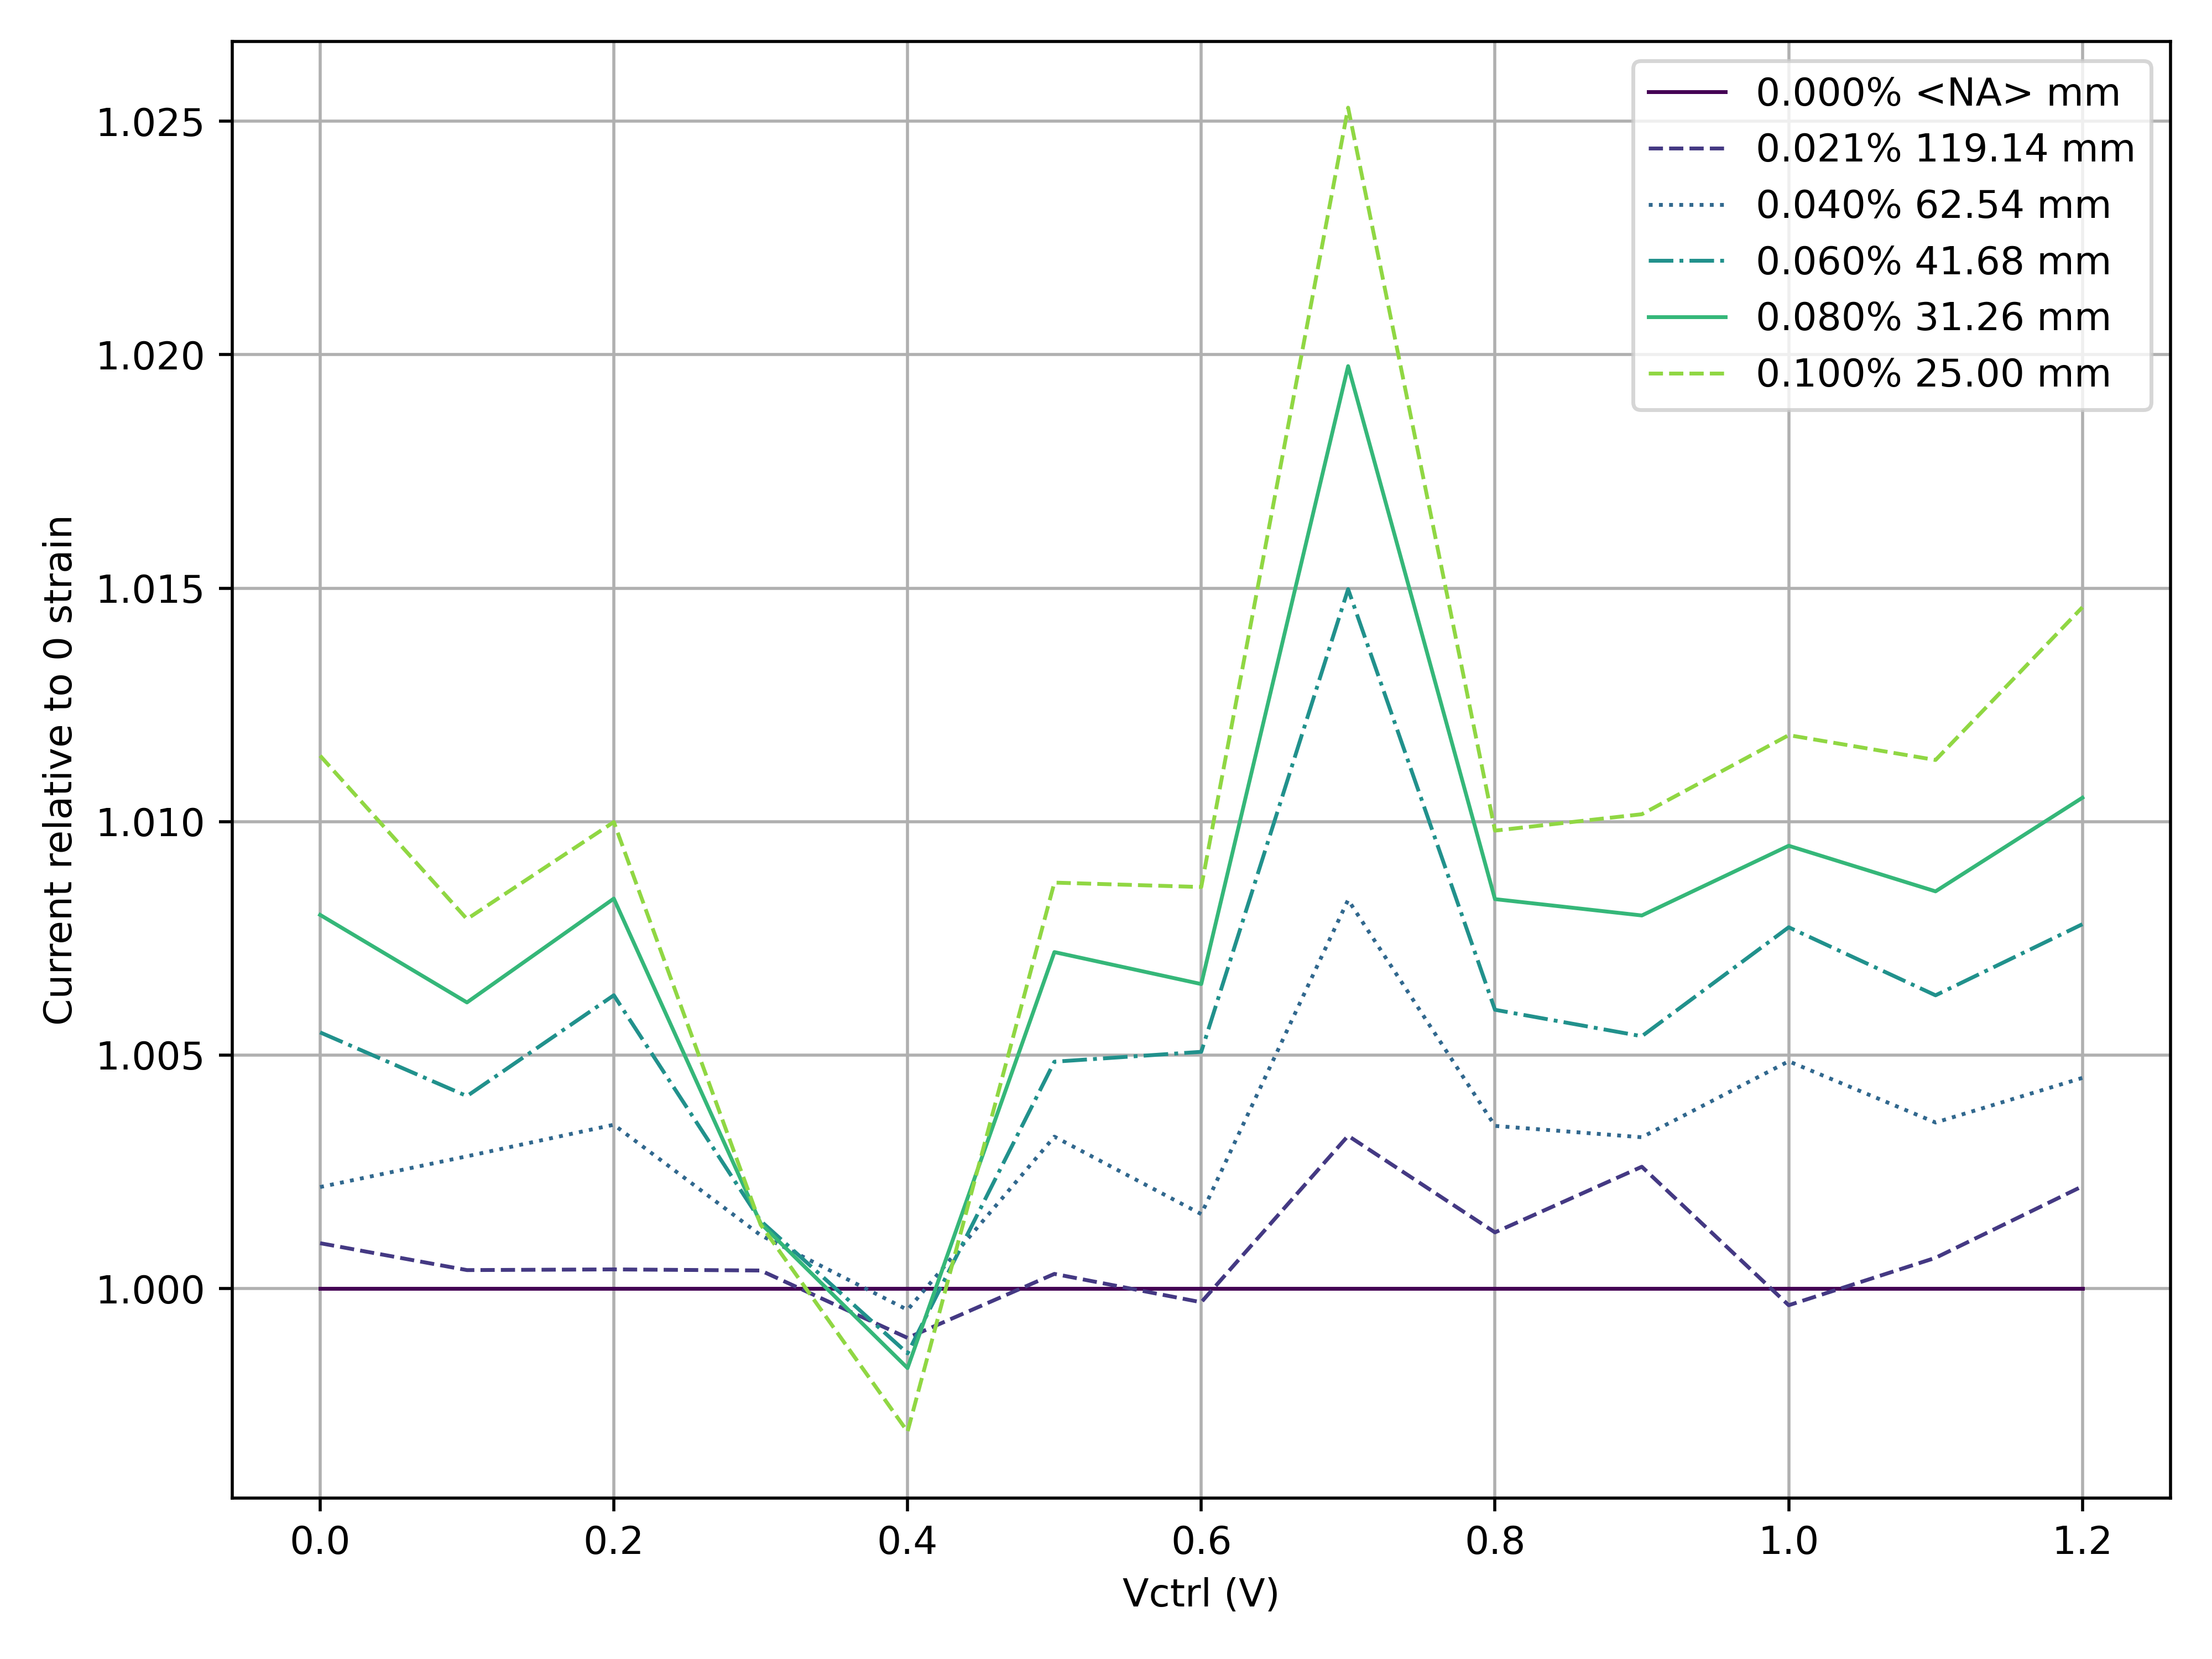 1.025
1.020
1.015
1.010
1.005
1.000
Current relative to 0 strain
0.0 0.2 0.4 0.6 0.8 1.0 1.2
Vctrl (V)
0.000% <NA> mm
0.021% 119.14 mm
0.040% 62.54 mm
0.060% 41.68 mm
0.080% 31.26 mm
0.100% 25.00 mm